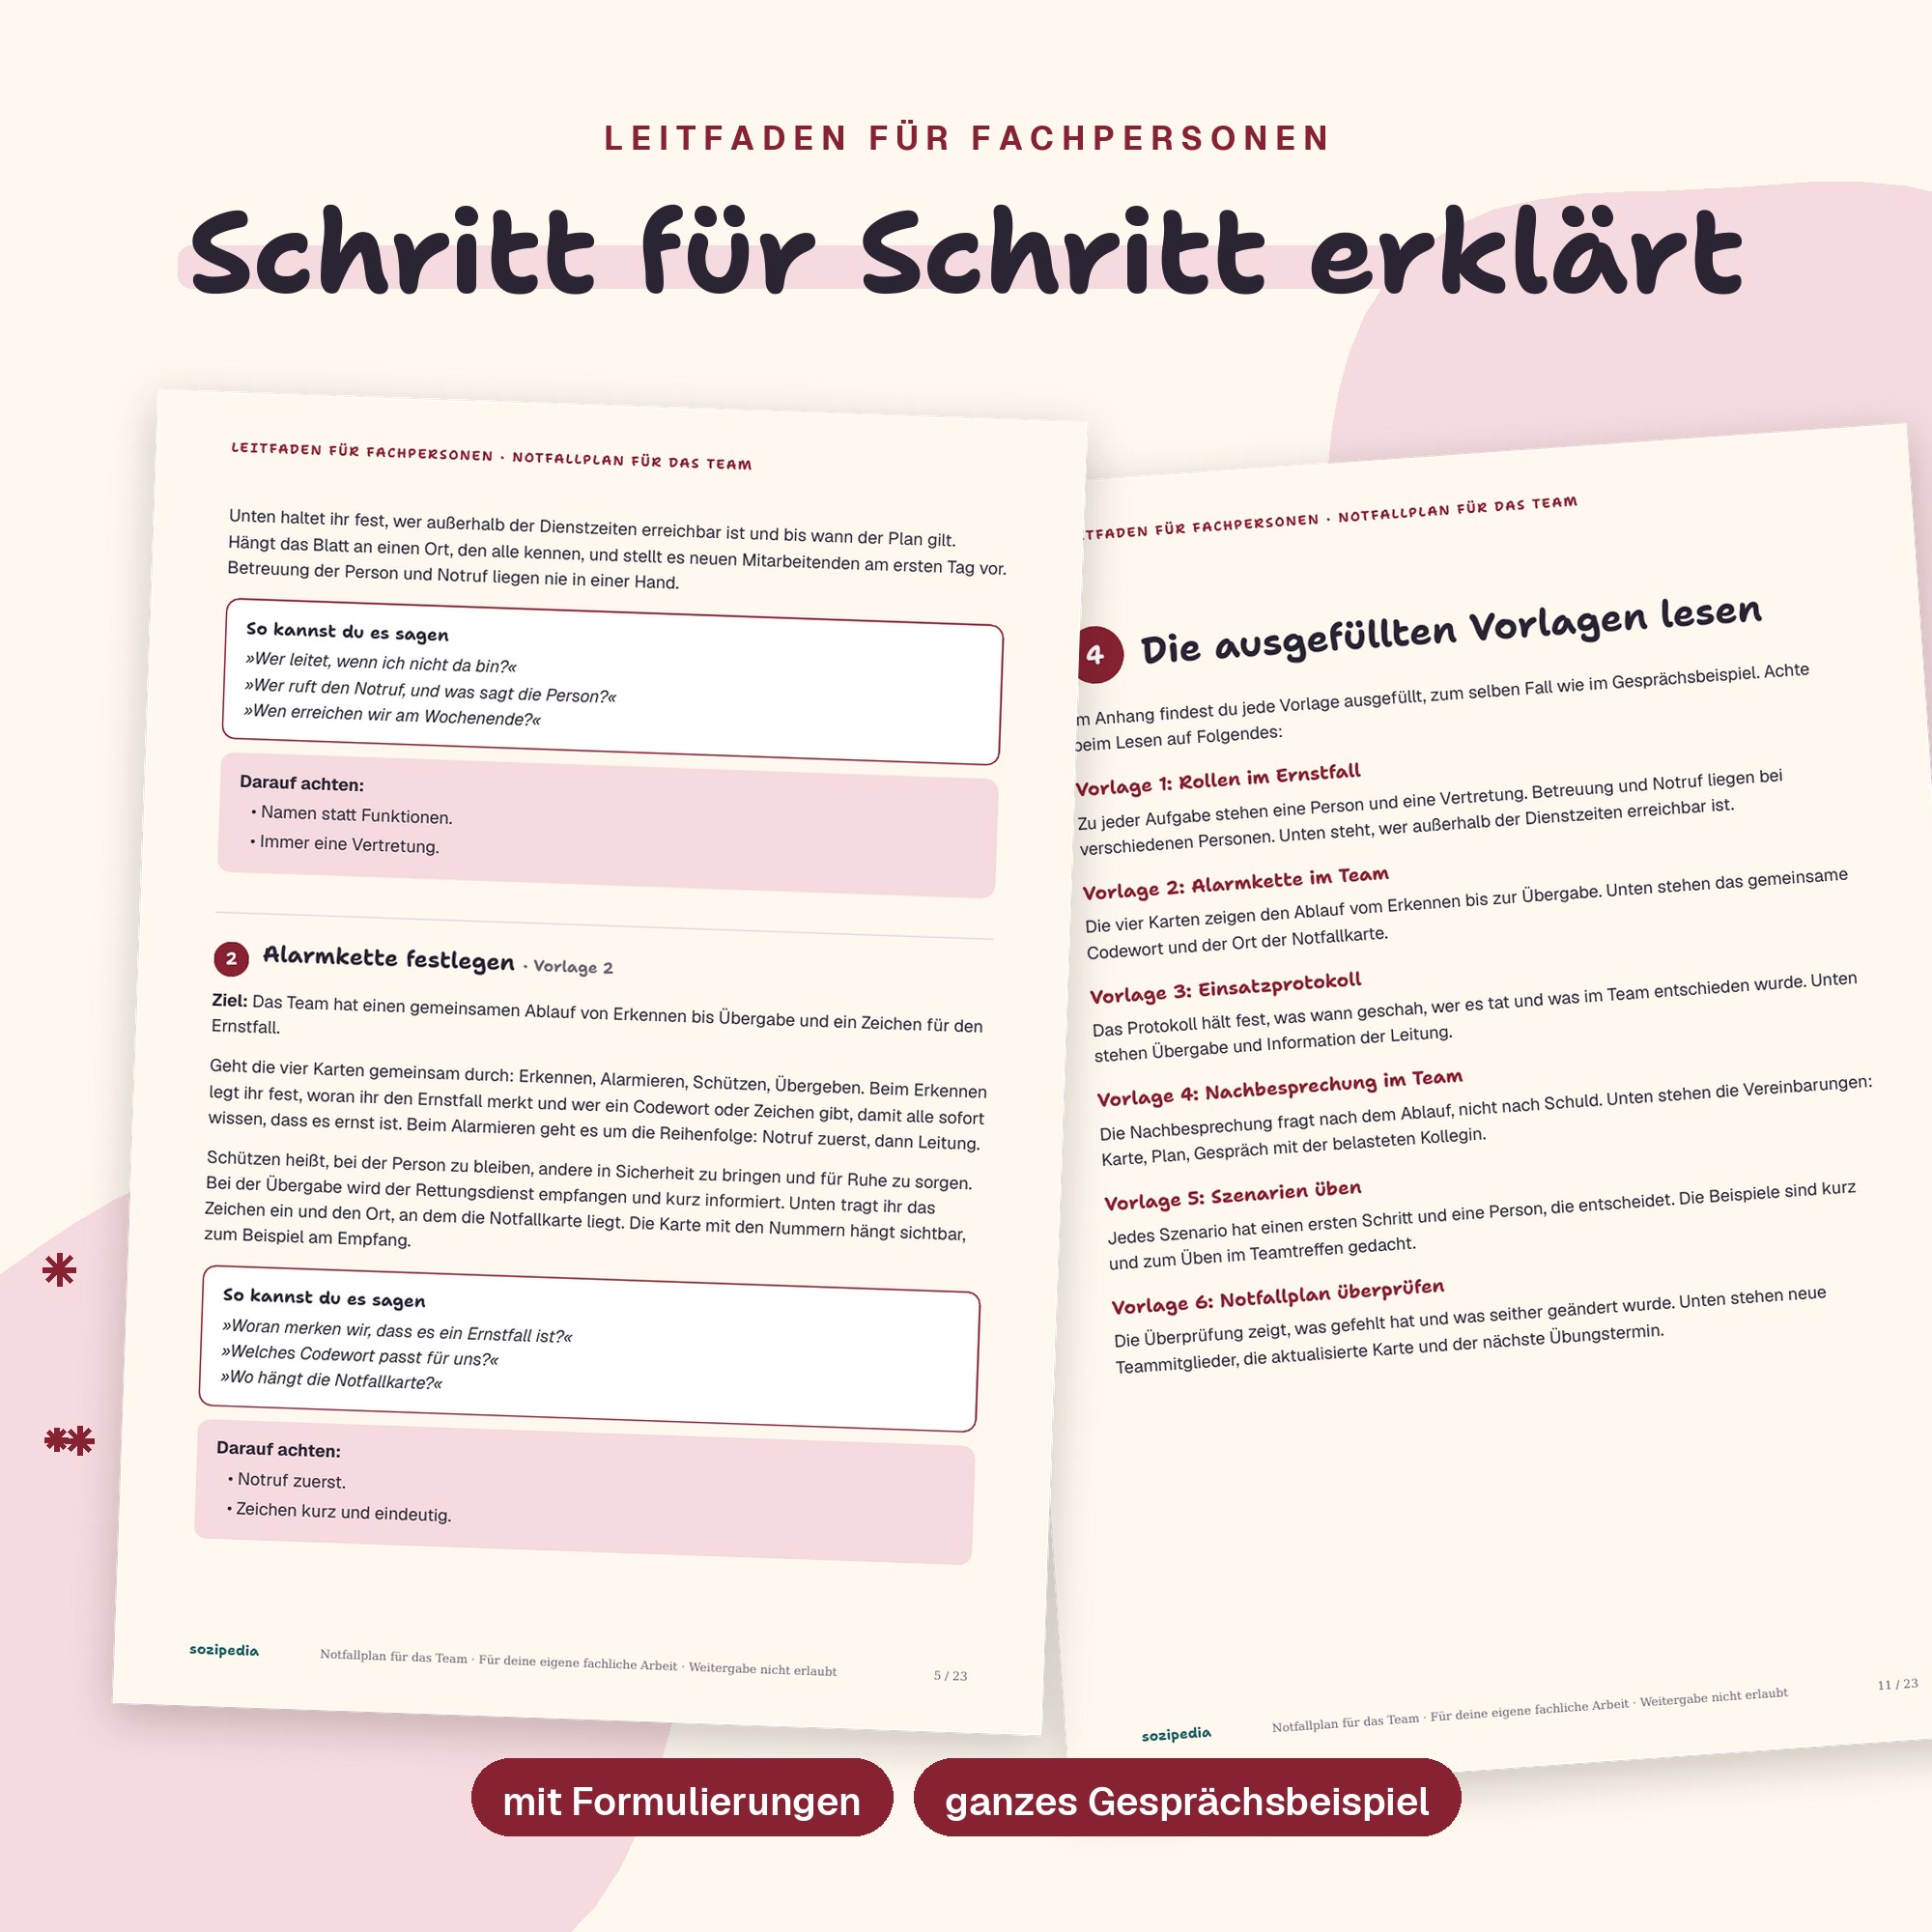 LEITFADEN FÜR FACHPERSONEN
Schritt für Schritt erklärt
LEITFADEN FÜR FACHPERSONEN · NOTFALLPLAN FÜR DAS TEAM
Unten haltet ihr fest, wer außerhalb der Dienstzeiten erreichbar ist und bis wann der Plan gilt.
Hängt das Blatt an einen Ort, den alle kennen, und stellt es neuen Mitarbeitenden am ersten Tag vor.
Betreuung der Person und Notruf liegen nie in einer Hand.
So kannst du es sagen
»Wer leitet, wenn ich nicht da bin?«
»Wer ruft den Notruf, und was sagt die Person?«
»Wen erreichen wir am Wochenende?«
Darauf achten:
• Namen statt Funktionen.
• Immer eine Vertretung.
2 Alarmkette festlegen · Vorlage 2
Ziel: Das Team hat einen gemeinsamen Ablauf von Erkennen bis Übergabe und ein Zeichen für den
Ernstfall.
Geht die vier Karten gemeinsam durch: Erkennen, Alarmieren, Schützen, Übergeben. Beim Erkennen
legt ihr fest, woran ihr den Ernstfall merkt und wer ein Codewort oder Zeichen gibt, damit alle sofort
wissen, dass es ernst ist. Beim Alarmieren geht es um die Reihenfolge: Notruf zuerst, dann Leitung.
Schützen heißt, bei der Person zu bleiben, andere in Sicherheit zu bringen und für Ruhe zu sorgen.
Bei der Übergabe wird der Rettungsdienst empfangen und kurz informiert. Unten tragt ihr das
Zeichen ein und den Ort, an dem die Notfallkarte liegt. Die Karte mit den Nummern hängt sichtbar,
zum Beispiel am Empfang.
So kannst du es sagen
»Woran merken wir, dass es ein Ernstfall ist?«
»Welches Codewort passt für uns?«
»Wo hängt die Notfallkarte?«
Darauf achten:
• Notruf zuerst.
• Zeichen kurz und eindeutig.
sozipedia Notfallplan für das Team · Für deine eigene fachliche Arbeit · Weitergabe nicht erlaubt 5 / 23
TFADEN FÜR FACHPERSONEN · NOTFALLPLAN FÜR DAS TEAM
4 Die ausgefüllten Vorlagen lesen
m Anhang findest du jede Vorlage ausgefüllt, zum selben Fall wie im Gesprächsbeispiel. Achte
beim Lesen auf Folgendes:
Vorlage 1: Rollen im Ernstfall
Zu jeder Aufgabe stehen eine Person und eine Vertretung. Betreuung und Notruf liegen bei
verschiedenen Personen. Unten steht, wer außerhalb der Dienstzeiten erreichbar ist.
Vorlage 2: Alarmkette im Team
Die vier Karten zeigen den Ablauf vom Erkennen bis zur Übergabe. Unten stehen das gemeinsame
Codewort und der Ort der Notfallkarte.
Vorlage 3: Einsatzprotokoll
Das Protokoll hält fest, was wann geschah, wer es tat und was im Team entschieden wurde. Unten
stehen Übergabe und Information der Leitung.
Vorlage 4: Nachbesprechung im Team
Die Nachbesprechung fragt nach dem Ablauf, nicht nach Schuld. Unten stehen die Vereinbarungen:
Karte, Plan, Gespräch mit der belasteten Kollegin.
Vorlage 5: Szenarien üben
Jedes Szenario hat einen ersten Schritt und eine Person, die entscheidet. Die Beispiele sind kurz
und zum Üben im Teamtreffen gedacht.
Vorlage 6: Notfallplan überprüfen
Die Überprüfung zeigt, was gefehlt hat und was seither geändert wurde. Unten stehen neue
Teammitglieder, die aktualisierte Karte und der nächste Übungstermin.
sozipedia Notfallplan für das Team · Für deine eigene fachliche Arbeit · Weitergabe nicht erlaubt 11 / 23
mit Formulierungen
ganzes Gesprächsbeispiel